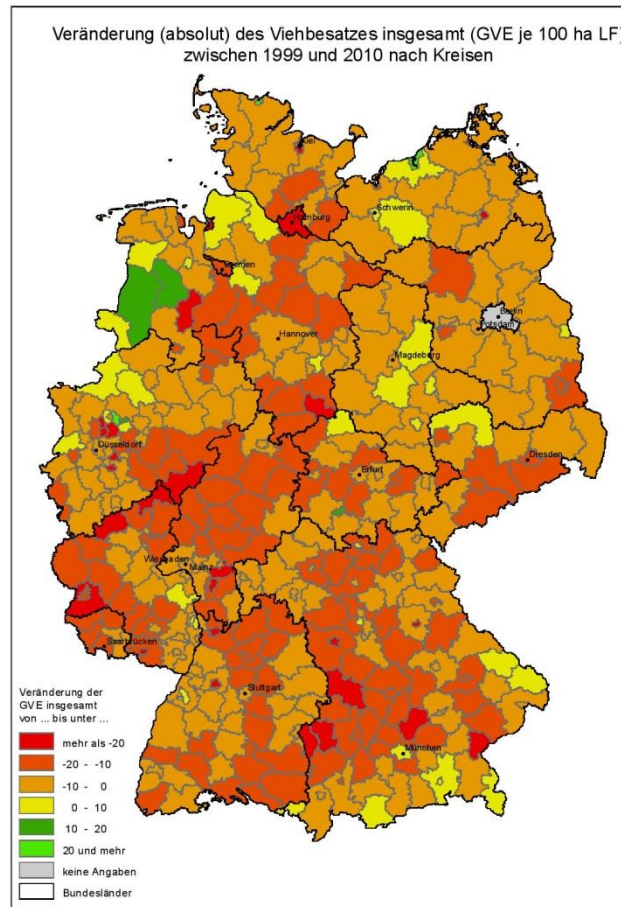 Veränderung (absolut) des Viehbesatzes insgesamt (GVE je 100 ha LF)
zwischen 1999 und 2010 nach Kreisen
Kiel
Schwerin
Hamburg
Bremen
Berlin
Potsdam
Hannover
Magdeburg
Düsseldorf
Dresden
Erfurt
Wiesbaden
Mainz
Saarbrücken
Stuttgart
München
Veränderung der
GVE insgesamt
von ... bis unter ...
mehr als -20
-20 - -10
-10 - 0
0 - 10
10 - 20
20 und mehr
keine Angaben
Bundesländer